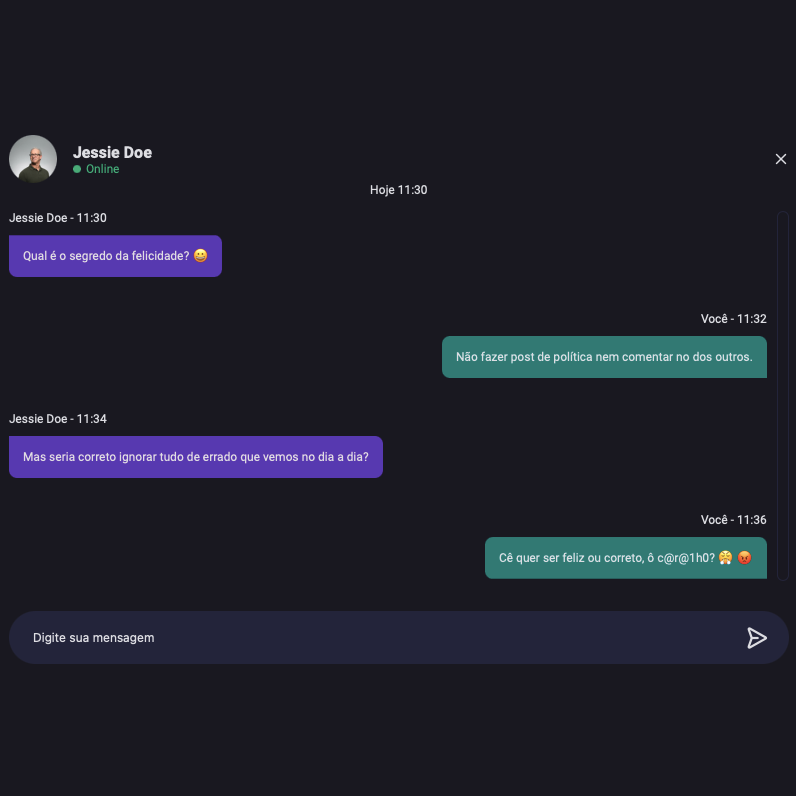 Jessie Doe
Online
Hoje 11:30
Jessie Doe - 11:30
Qual é o segredo da felicidade? 😀
Você - 11:32
Não fazer post de política nem comentar no dos outros.
Jessie Doe - 11:34
Mas seria correto ignorar tudo de errado que vemos no dia a dia?
Você - 11:36
Cê quer ser feliz ou correto, ô c@r@1h0? 😤 😡
Digite sua mensagem